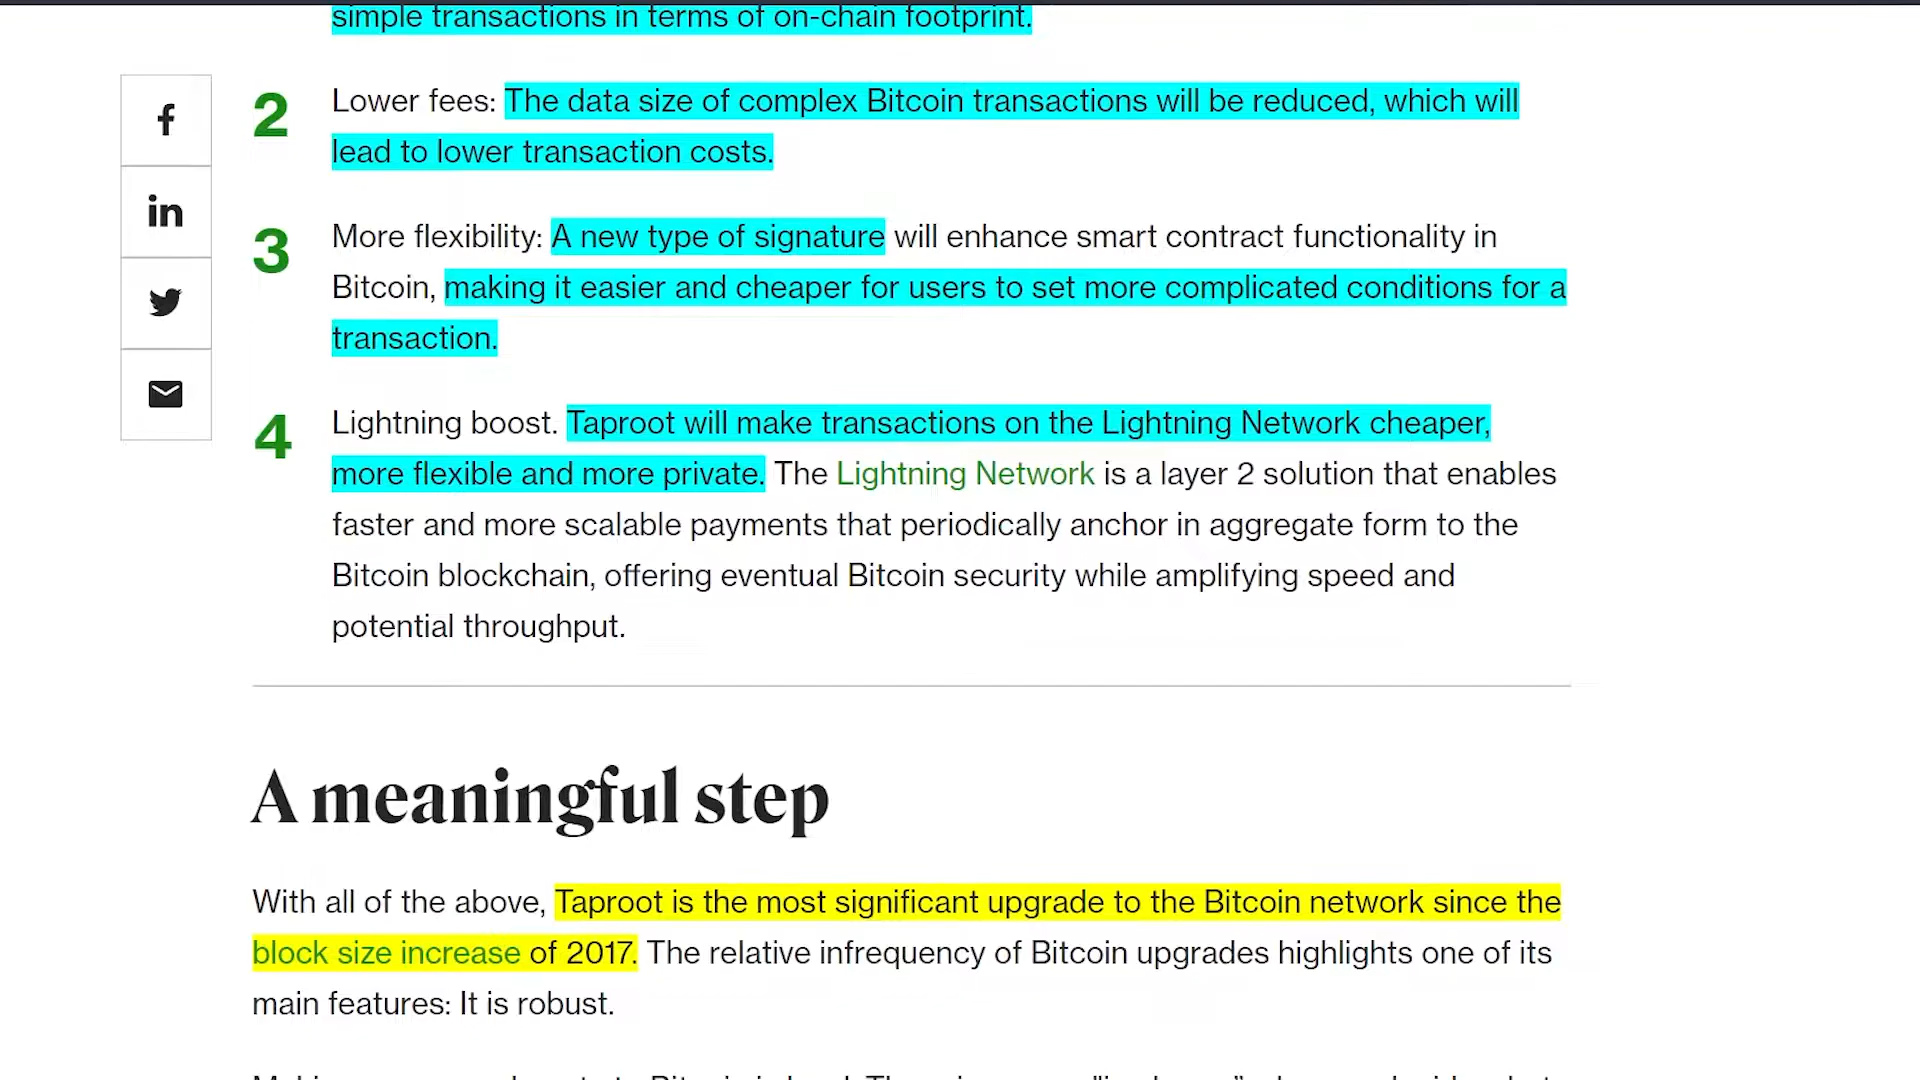 simple transactions in terms of on-chain footprint.
2 Lower fees: The data size of complex Bitcoin transactions will be reduced, which will
lead to lower transaction costs.
3 More flexibility: A new type of signature will enhance smart contract functionality in
Bitcoin, making it easier and cheaper for users to set more complicated conditions for a
transaction.
4 Lightning boost. Taproot will make transactions on the Lightning Network cheaper,
more flexible and more private. The Lightning Network is a layer 2 solution that enables
faster and more scalable payments that periodically anchor in aggregate form to the
Bitcoin blockchain, offering eventual Bitcoin security while amplifying speed and
potential throughput.
A meaningful step
With all of the above, Taproot is the most significant upgrade to the Bitcoin network since the
block size increase of 2017. The relative infrequency of Bitcoin upgrades highlights one of its
main features: It is robust.